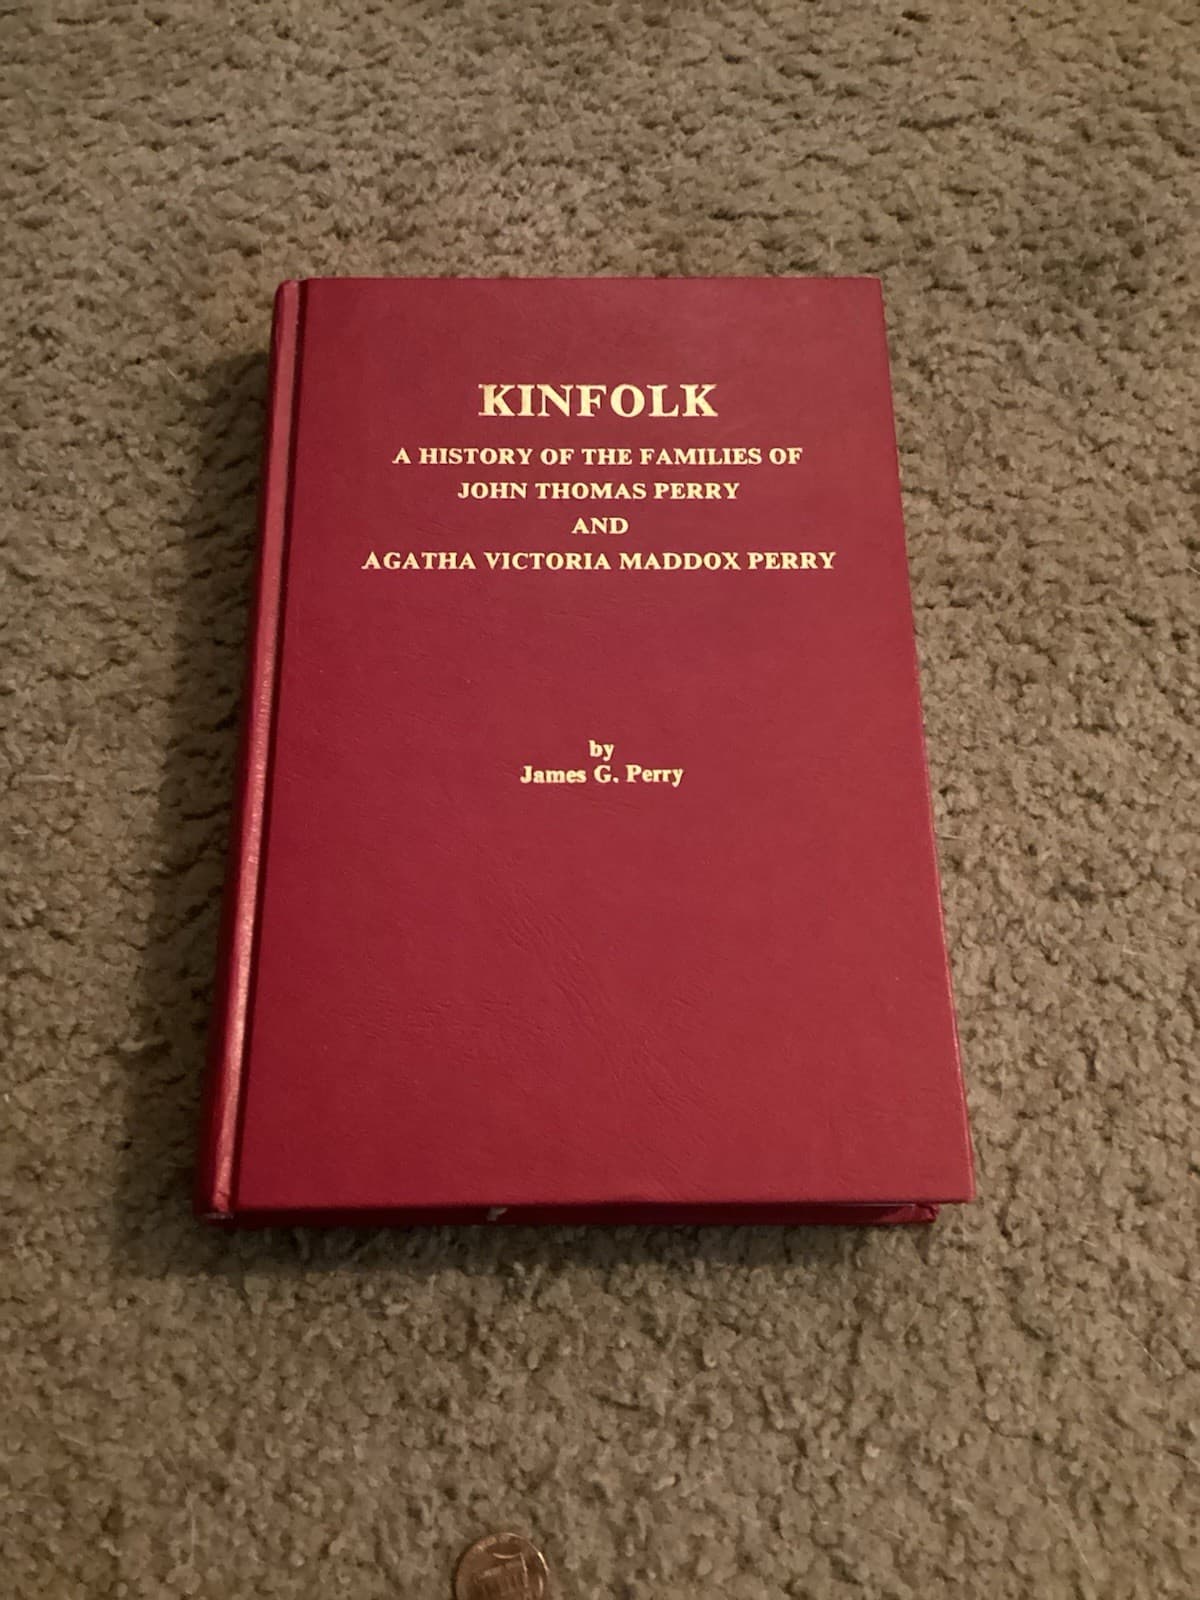 KINFOLK
A HISTORY OF THE FAMILIES OF
JOHN THOMAS PERRY
AND
AGATHA VICTORIA MADDOX PERRY
by
James G. Perry